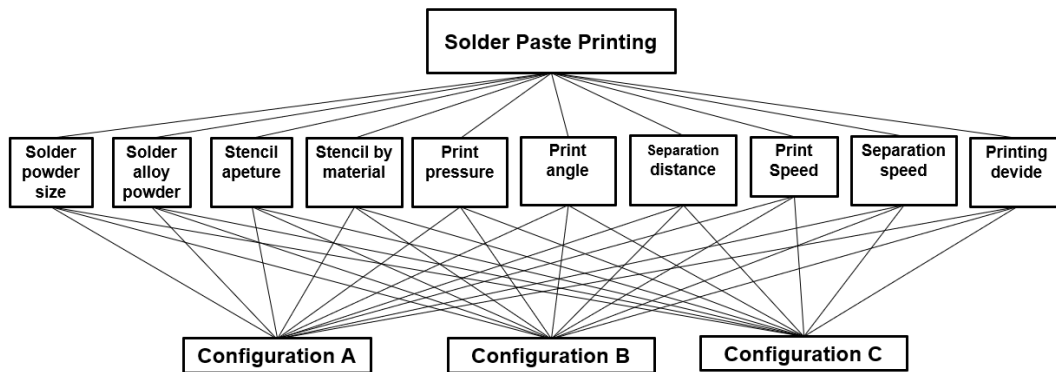 Solder Paste Printing
Solder
powder
size
Solder
alloy
powder
Stencil
apeture
Stencil by
material
Print
pressure
Print
angle
Separation
distance
Print
Speed
Separation
speed
Printing
devide
Configuration A
Configuration B
Configuration C